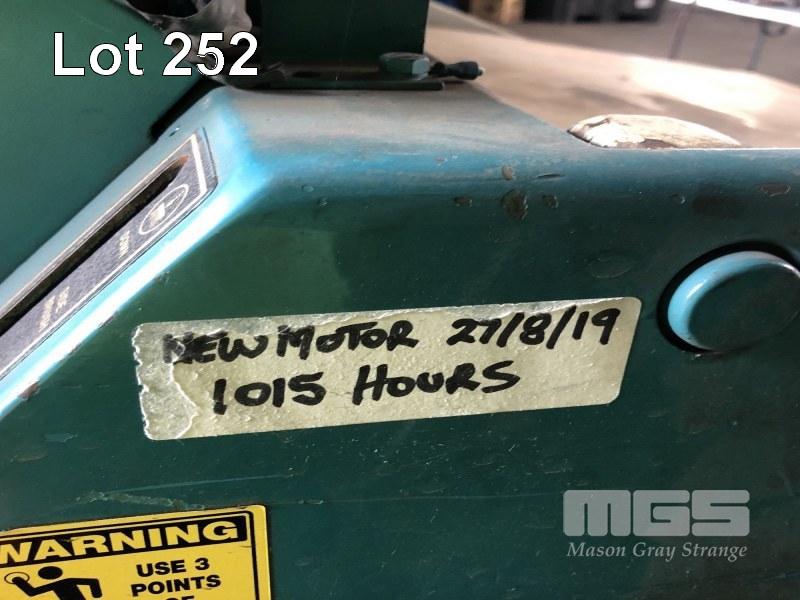 Lot 252
NEW MOTOR 27/8/19
1015 HOURS
MGS
Mason Gray Strange
WARNING
USE 3
POINTS